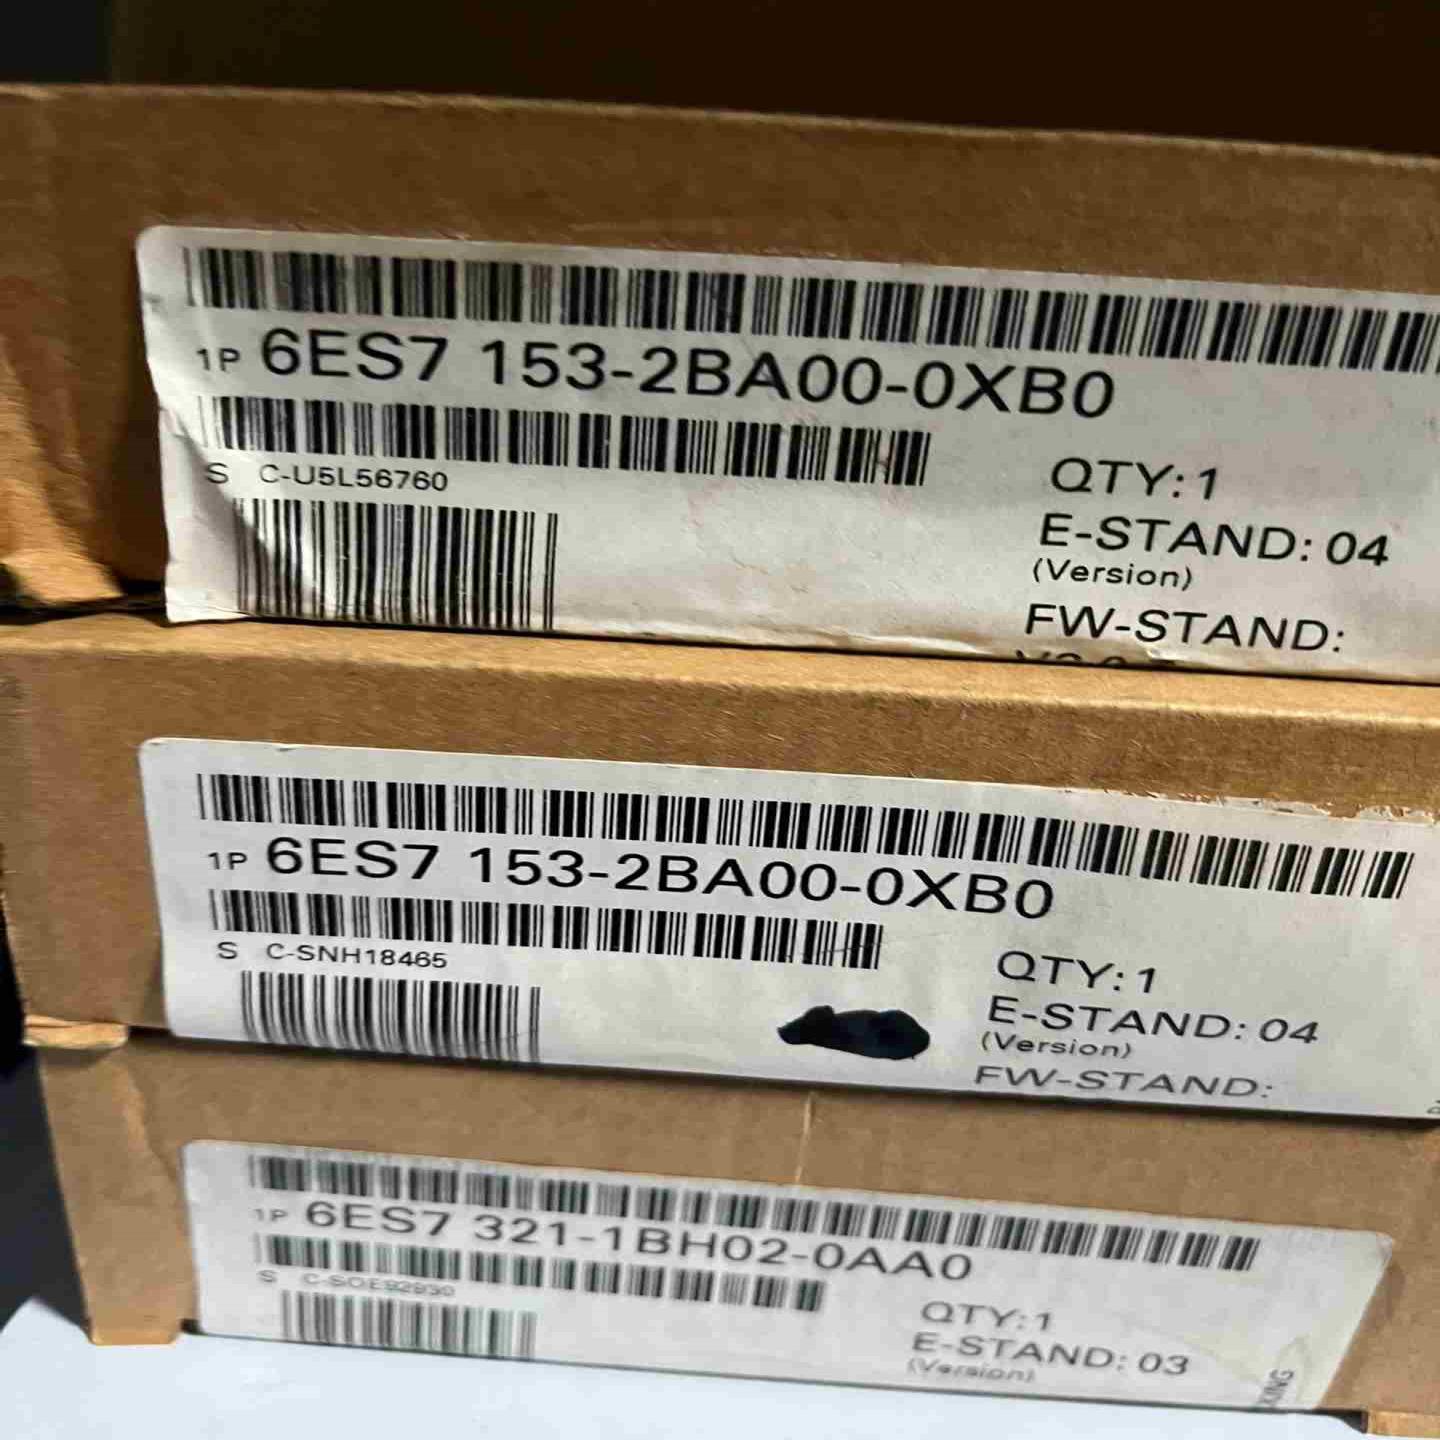 1P 6ES7 153-2BA00-0XB0
S C-U5L56760
QTY: 1
E-STAND: 04
(Version)
FW-STAND:
1P 6ES7 153-2BA00-0XB0
S C-SNH18465
QTY: 1
E-STAND: 04
(Version)
FW-STAND:
1P 6ES7 321-1BH02-0AA0
S
QTY: 1
E-STAND: 03
(Version)